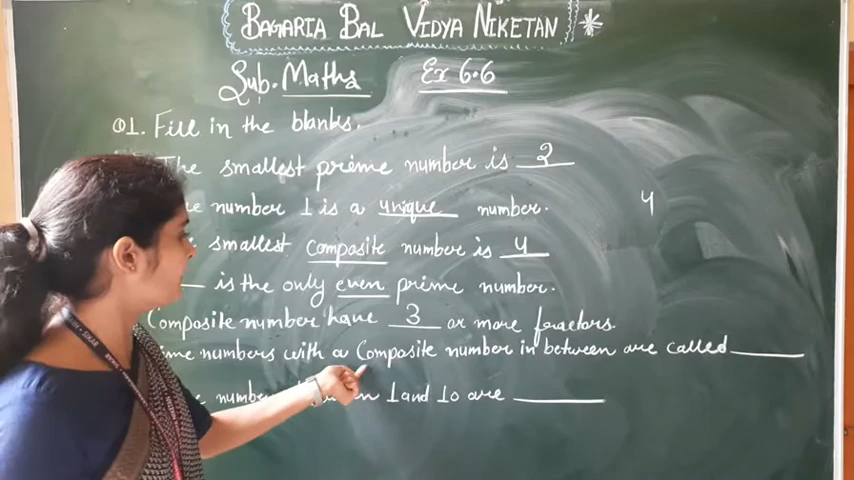 BAGARIA BAL VIDYA NIKETAN
Sub. Maths Ex 6.6
Q1. Fill in the blanks.
The smallest prime number is 2
number 1 is a unique number.
4
smallest composite number is 4
is the only even prime number.
Composite number have 3 or more factors.
numbers with a Composite number in between are called
1 and 10 are